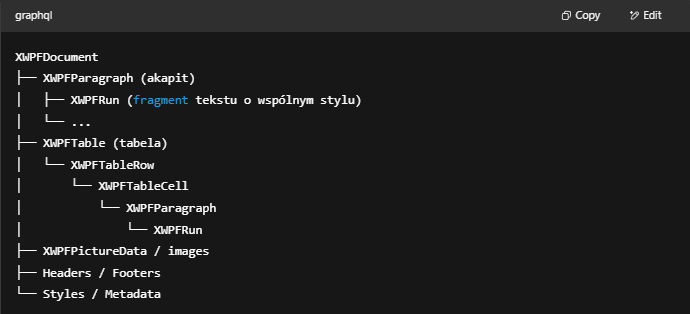 graphql Copy Edit
XWPFDocument
├── XWPFParagraph (akapit)
│   ├── XWPFRun (fragment tekstu o wspólnym stylu)
│   └── ...
├── XWPFTable (tabela)
│   └── XWPFTableRow
│       └── XWPFTableCell
│           └── XWPFParagraph
│               └── XWPFRun
├── XWPFPictureData / images
├── Headers / Footers
└── Styles / Metadata